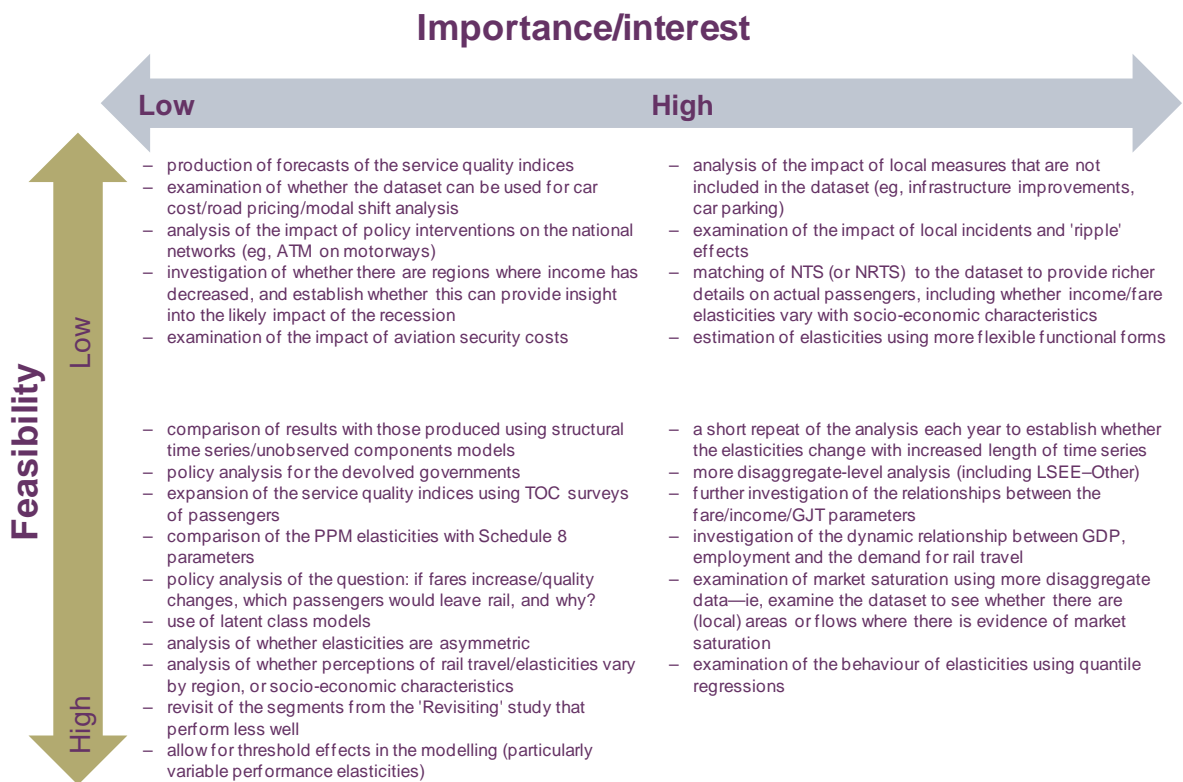 Importance/interest
Low
High
Feasibility
Low
– production of forecasts of the service quality indices
– examination of whether the dataset can be used for car
cost/road pricing/modal shift analysis
– analysis of the impact of policy interventions on the national
networks (eg, ATM on motorways)
– investigation of whether there are regions where income has
decreased, and establish whether this can provide insight
into the likely impact of the recession
– examination of the impact of aviation security costs
– analysis of the impact of local measures that are not
included in the dataset (eg, infrastructure improvements,
car parking)
– examination of the impact of local incidents and 'ripple'
effects
– matching of NTS (or NRTS) to the dataset to provide richer
details on actual passengers, including whether income/fare
elasticities vary with socio-economic characteristics
– estimation of elasticities using more flexible functional forms
High
– comparison of results with those produced using structural
time series/unobserved components models
– policy analysis for the devolved governments
– expansion of the service quality indices using TOC surveys
of passengers
– comparison of the PPM elasticities with Schedule 8
parameters
– policy analysis of the question: if fares increase/quality
changes, which passengers would leave rail, and why?
– use of latent class models
– analysis of whether elasticities are asymmetric
– analysis of whether perceptions of rail travel/elasticities vary
by region, or socio-economic characteristics
– revisit of the segments from the 'Revisiting' study that
perform less well
– allow for threshold effects in the modelling (particularly
variable performance elasticities)
– a short repeat of the analysis each year to establish whether
the elasticities change with increased length of time series
– more disaggregate-level analysis (including LSEE–Other)
– further investigation of the relationships between the
fare/income/GJT parameters
– investigation of the dynamic relationship between GDP,
employment and the demand for rail travel
– examination of market saturation using more disaggregate
data—ie, examine the dataset to see whether there are
(local) areas or flows where there is evidence of market
saturation
– examination of the behaviour of elasticities using quantile
regressions